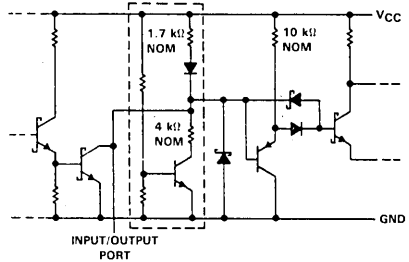 1.7 kΩ
NOM
10 kΩ
NOM
VCC
4 kΩ
NOM
GND
INPUT/OUTPUT
PORT